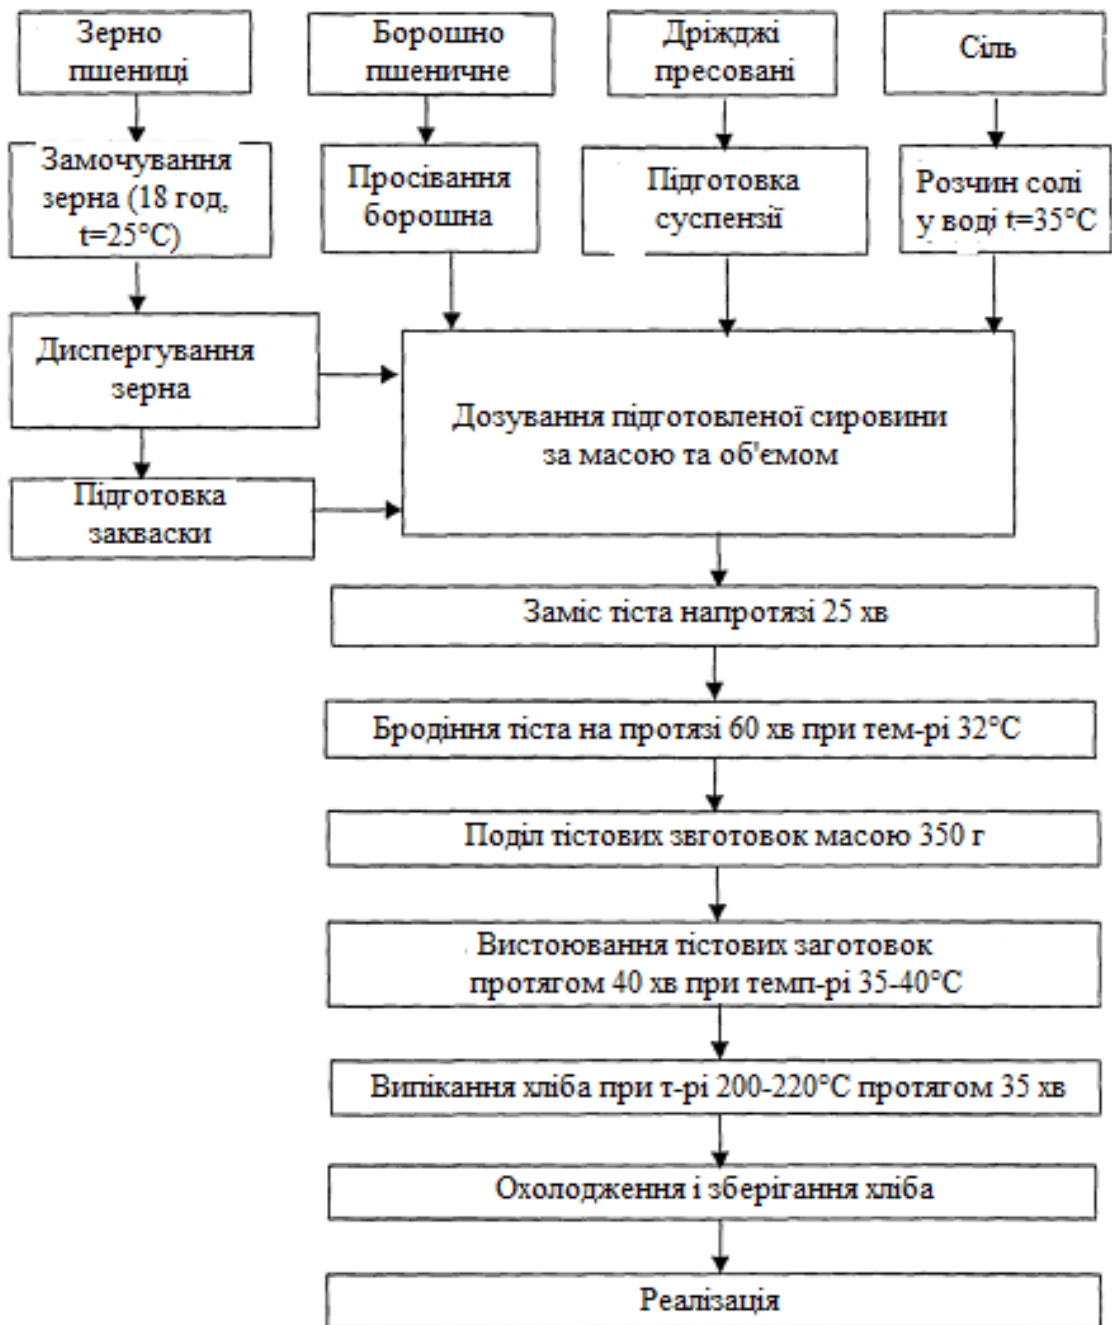 Зерно
пшениці
Борошно
пшеничне
Дріжджі
пресовані
Сіль
Замочування
зерна (18 год,
t=25°C)
Просівання
борошна
Підготовка
суспензії
Розчин солі
у воді t=35°C
Диспергування
зерна
Дозування підготовленої сировини
за масою та об'ємом
Підготовка
закваски
Заміс тіста напротязі 25 хв
Бродіння тіста на протязі 60 хв при тем-рі 32°C
Поділ тістових звготовок масою 350 г
Вистоювання тістових заготовок
протягом 40 хв при темп-рі 35-40°C
Випікання хліба при т-рі 200-220°C протягом 35 хв
Охолодження і зберігання хліба
Реалізація